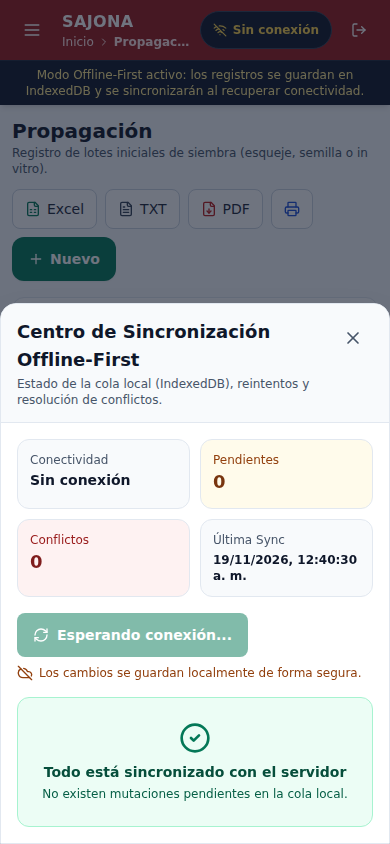 SAJONA
Inicio > Propagac...
Sin conexión
Modo Offline-First activo: los registros se guardan en
IndexedDB y se sincronizarán al recuperar conectividad.
Propagación
Registro de lotes iniciales de siembra (esqueje, semilla o in
vitro).
Excel
TXT
PDF
+ Nuevo
Centro de Sincronización
Offline-First
Estado de la cola local (IndexedDB), reintentos y
resolución de conflictos.
Conectividad
Sin conexión
Pendientes
0
Conflictos
0
Última Sync
19/11/2026, 12:40:30
a. m.
Esperando conexión...
Los cambios se guardan localmente de forma segura.
Todo está sincronizado con el servidor
No existen mutaciones pendientes en la cola local.